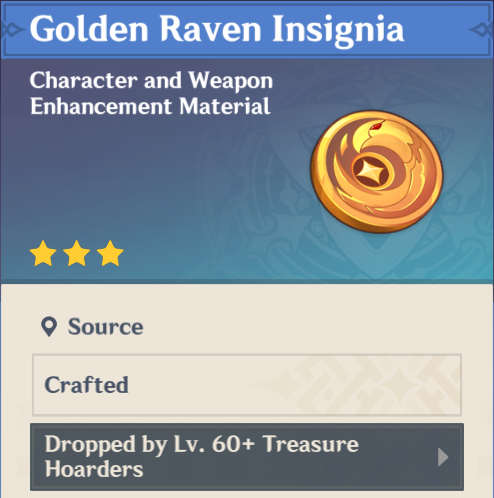 Golden Raven Insignia
Character and Weapon
Enhancement Material
Source
Crafted
Dropped by Lv. 60+ Treasure
Hoarders